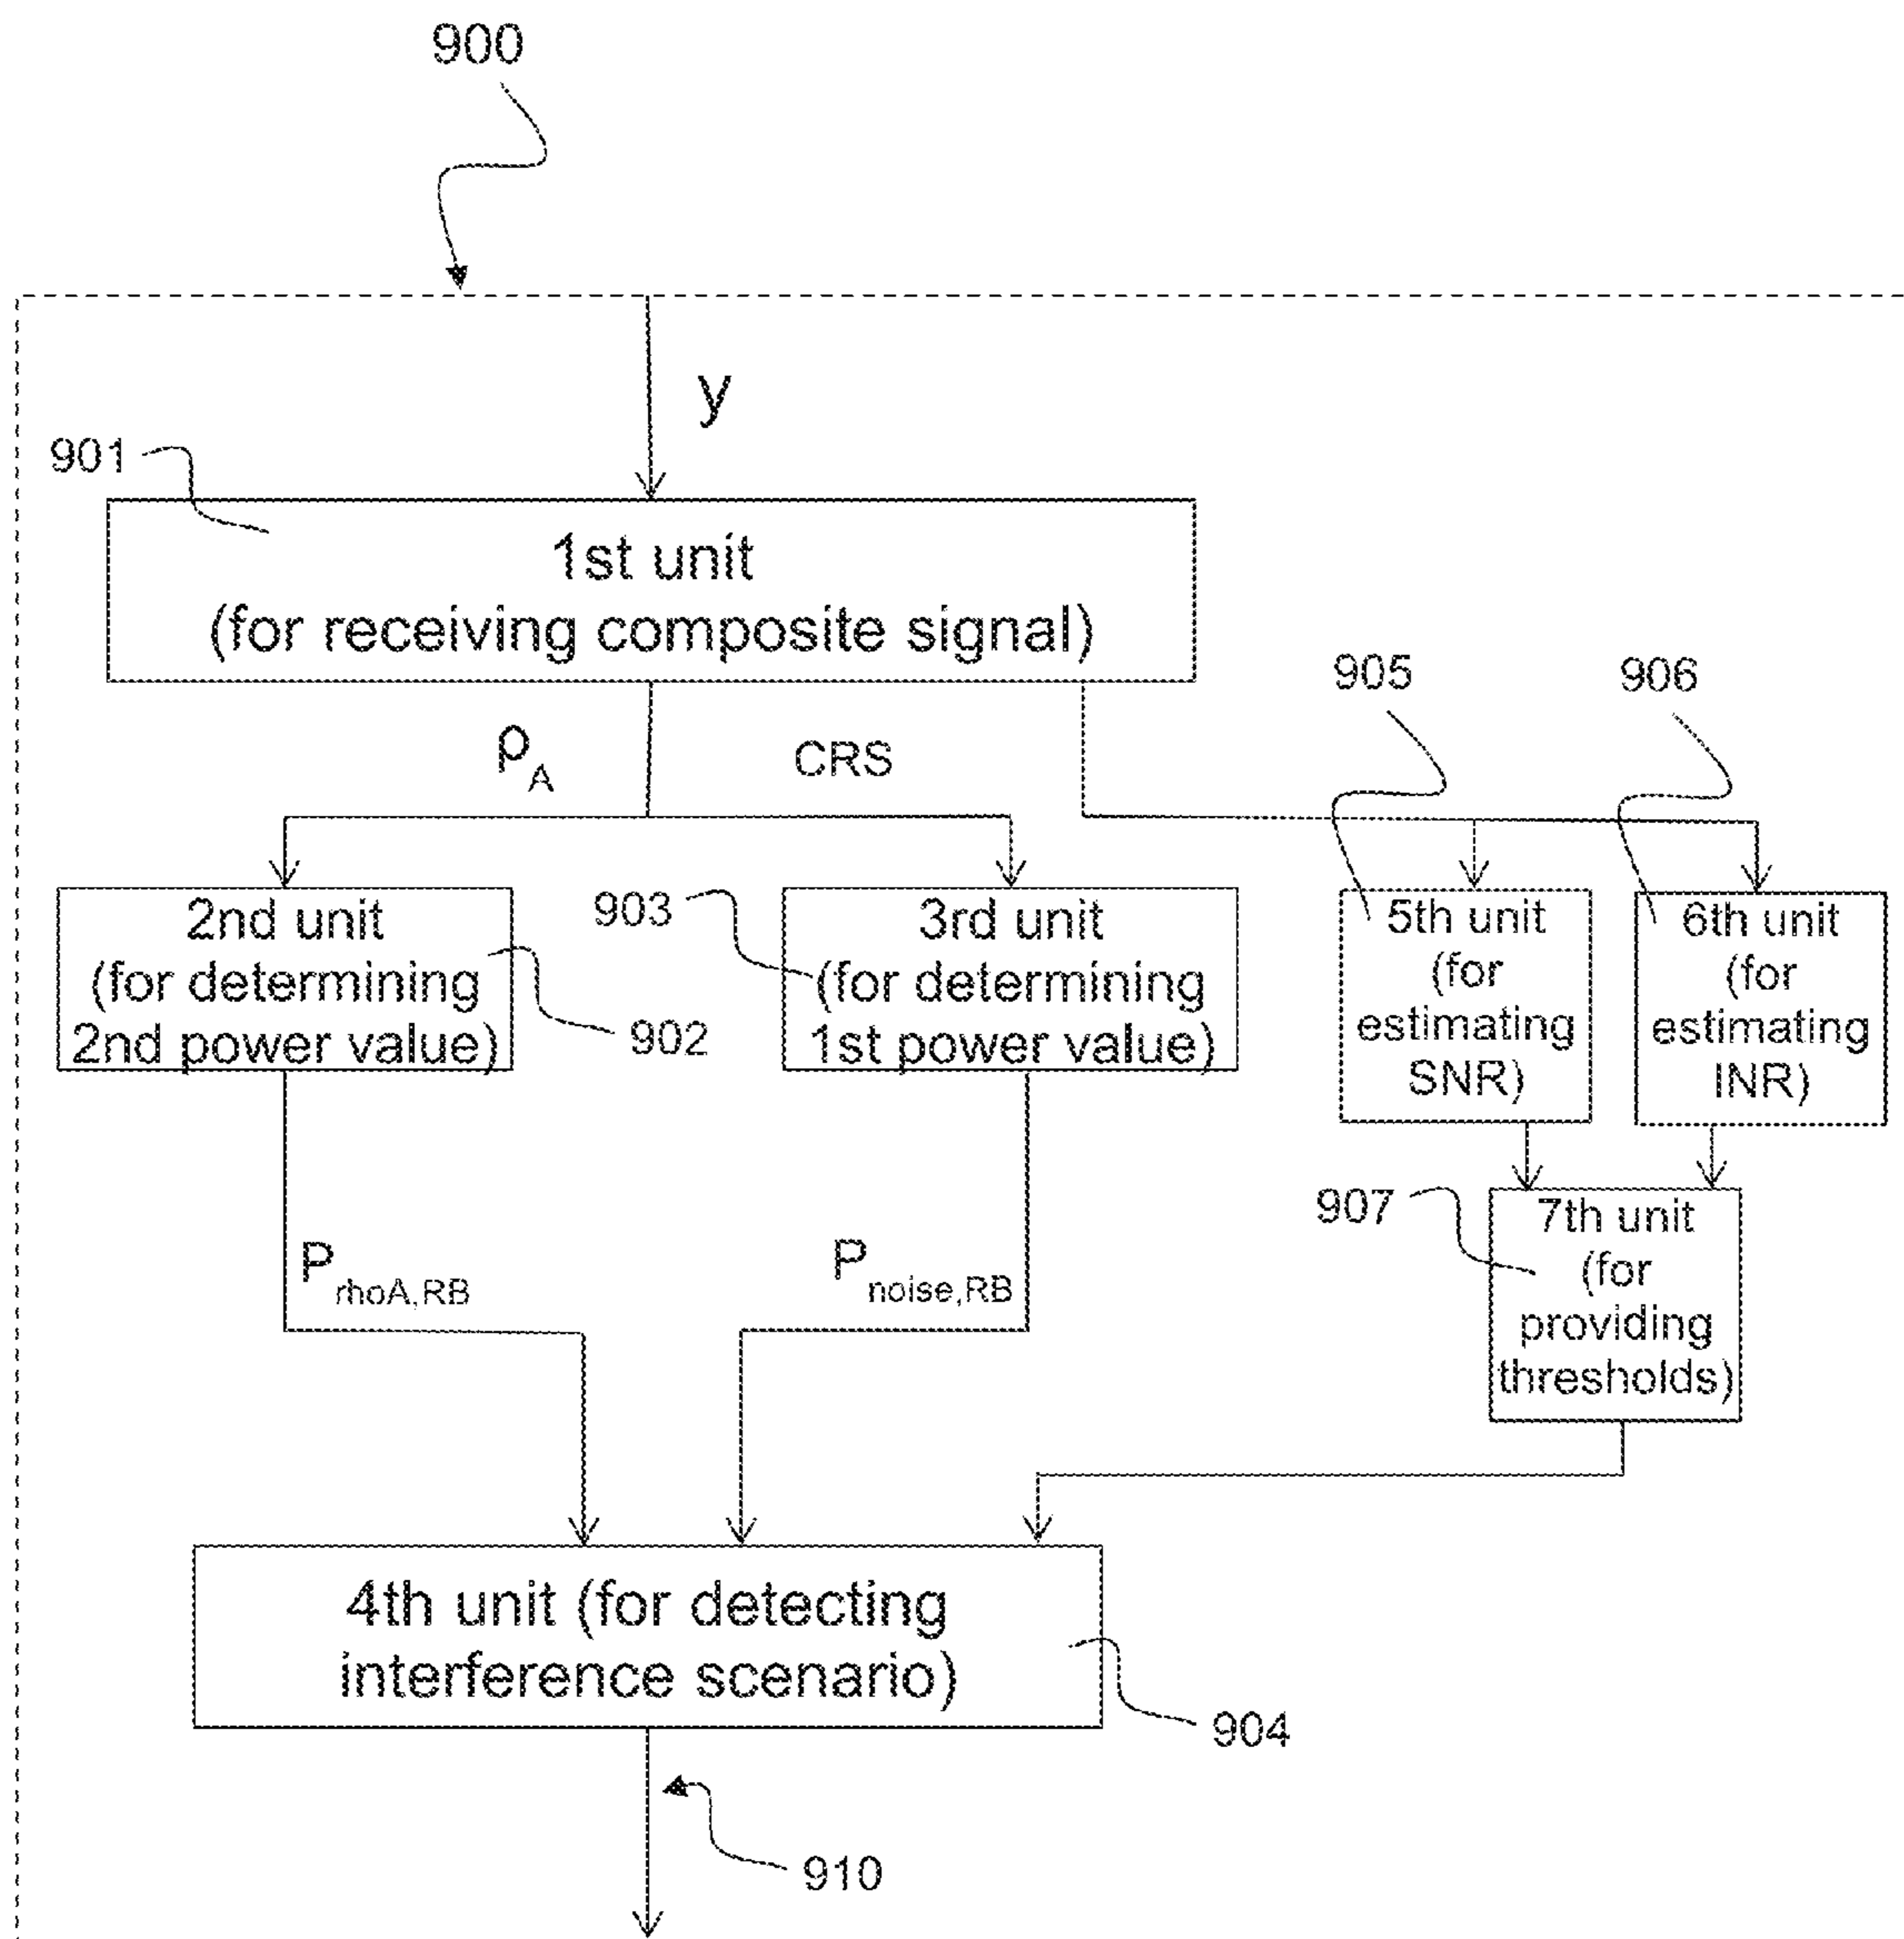 900
y
901
1st unit
(for receiving composite signal)
ρA
CRS
905
906
2nd unit
(for determining
2nd power value)
902
903
3rd unit
(for determining
1st power value)
5th unit
(for
estimating
SNR)
6th unit
(for
estimating
INR)
907
7th unit
(for
providing
thresholds)
PrhoA,RB
Pnoise,RB
4th unit (for detecting
interference scenario)
904
910